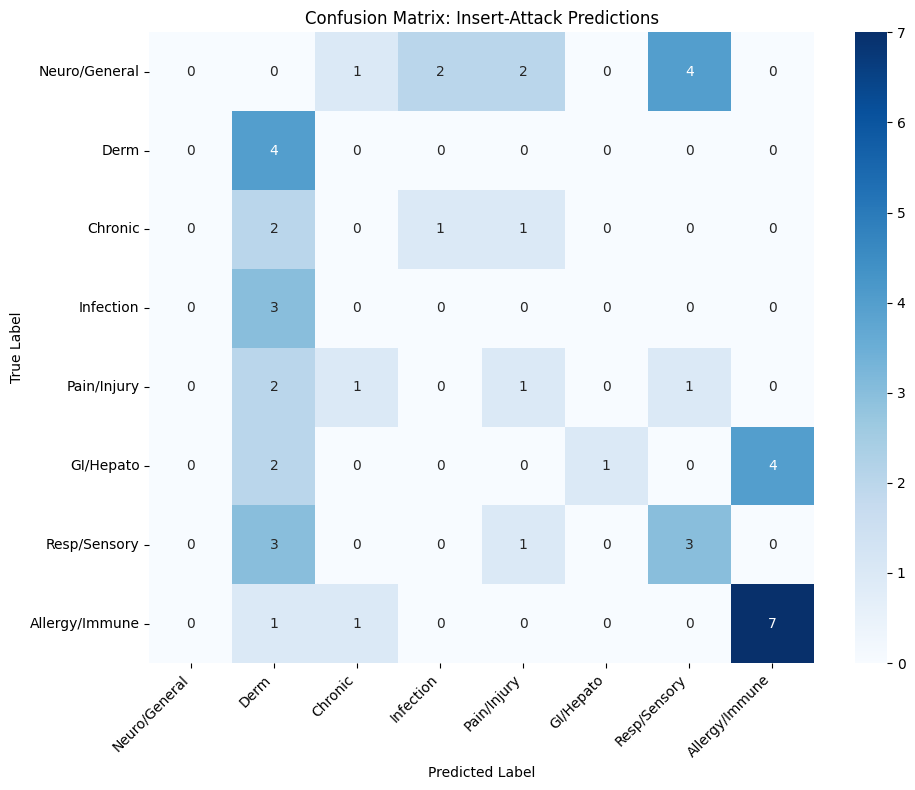 Confusion Matrix: Insert-Attack Predictions
True Label
Neuro/General 0 0 1 2 2 0 4 0
Derm 0 4 0 0 0 0 0 0
Chronic 0 2 0 1 1 0 0 0
Infection 0 3 0 0 0 0 0 0
Pain/Injury 0 2 1 0 1 0 1 0
GI/Hepato 0 2 0 0 0 1 0 4
Resp/Sensory 0 3 0 0 1 0 3 0
Allergy/Immune 0 1 1 0 0 0 0 7
Neuro/General Derm Chronic Infection Pain/Injury GI/Hepato Resp/Sensory Allergy/Immune
Predicted Label
7
6
5
4
3
2
1
0